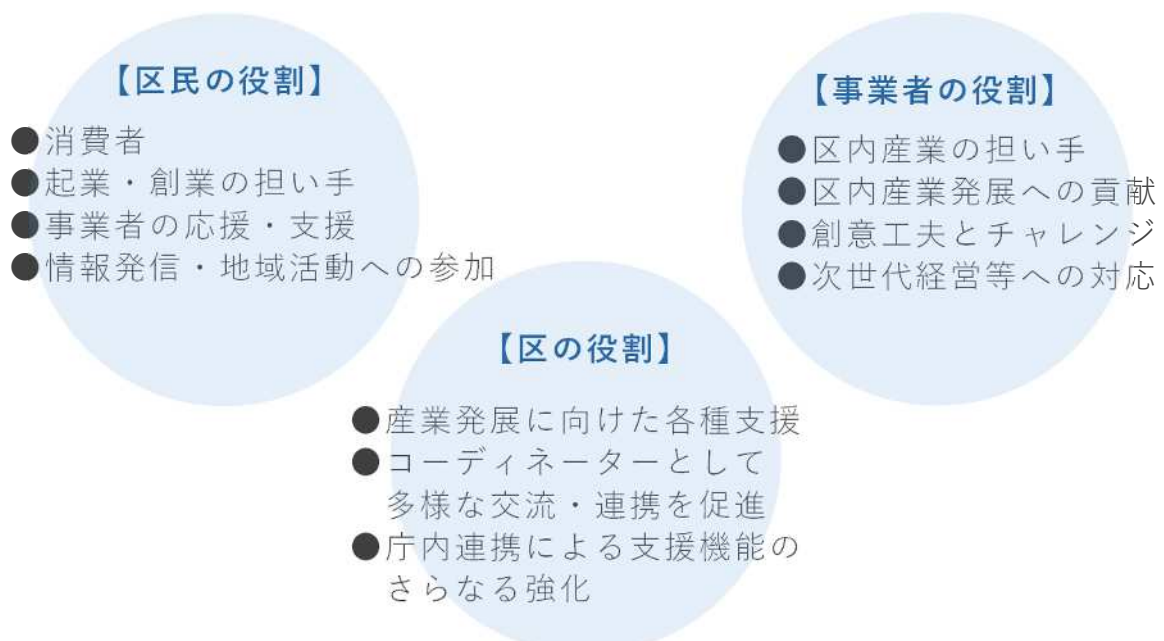 【区民の役割】
●消費者
●起業・創業の担い手
●事業者の応援・支援
●情報発信・地域活動への参加
【事業者の役割】
●区内産業の担い手
●区内産業発展への貢献
●創意工夫とチャレンジ
●次世代経営等への対応
【区の役割】
●産業発展に向けた各種支援
●コーディネーターとして
多様な交流・連携を促進
●庁内連携による支援機能の
さらなる強化